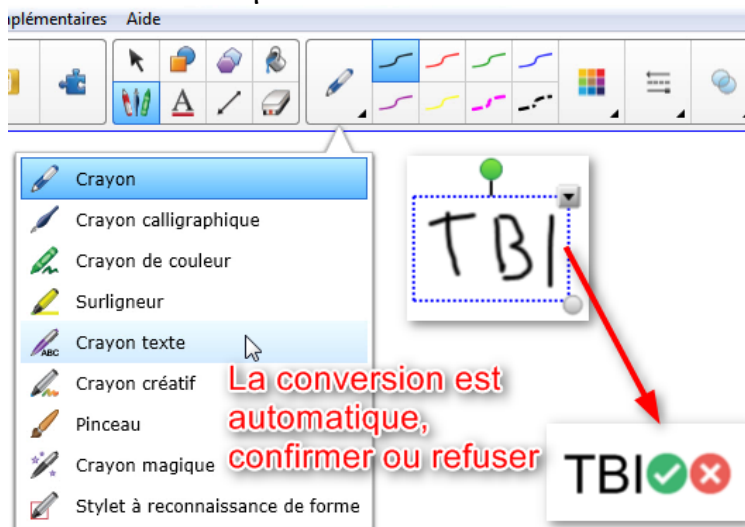 plémentaires Aide
A
Crayon
Crayon calligraphique
Crayon de couleur
Surligneur
ABC
Crayon texte
Crayon créatif
Pinceau
Crayon magique
Stylet à reconnaissance de forme
TBI
La conversion est
automatique,
confirmer ou refuser
TBI